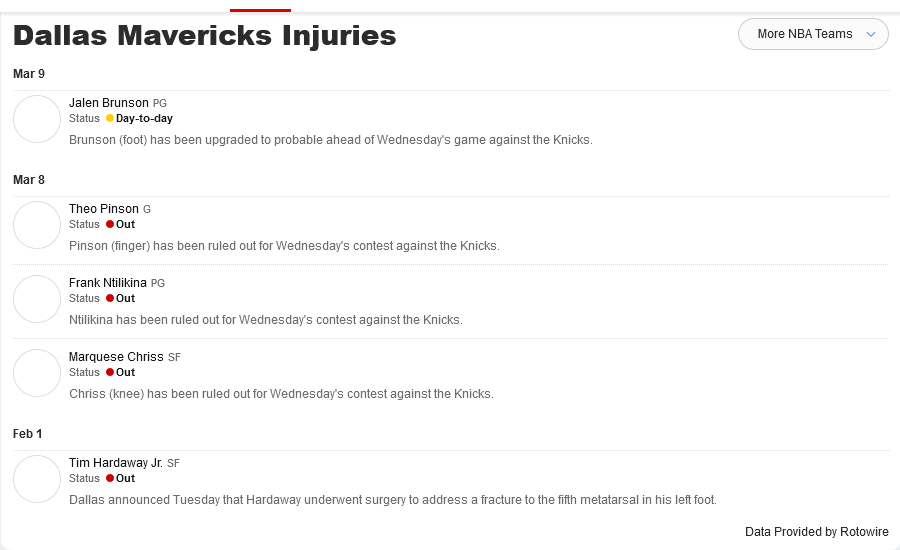 Dallas Mavericks Injuries
More NBA Teams
Mar 9
Jalen Brunson PG
Status Day-to-day
Brunson (foot) has been upgraded to probable ahead of Wednesday's game against the Knicks.
Mar 8
Theo Pinson G
Status Out
Pinson (finger) has been ruled out for Wednesday's contest against the Knicks.
Frank Ntilikina PG
Status Out
Ntilikina has been ruled out for Wednesday's contest against the Knicks.
Marquese Chriss SF
Status Out
Chriss (knee) has been ruled out for Wednesday's contest against the Knicks.
Feb 1
Tim Hardaway Jr. SF
Status Out
Dallas announced Tuesday that Hardaway underwent surgery to address a fracture to the fifth metatarsal in his left foot.
Data Provided by Rotowire